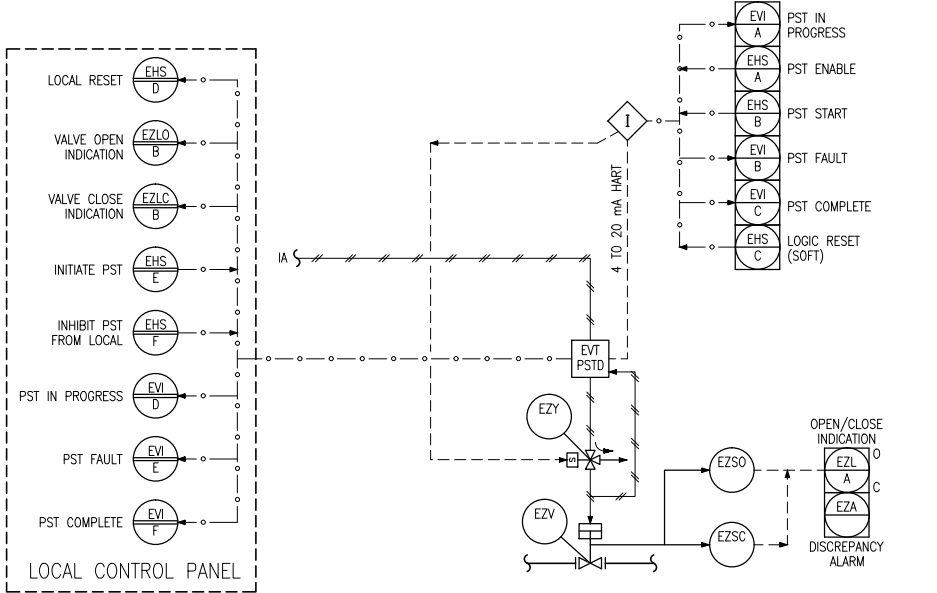 EVI
A
PST IN
PROGRESS
EHS
A
PST ENABLE
EHS
B
PST START
EVI
B
PST FAULT
EVI
C
PST COMPLETE
EHS
C
LOGIC RESET
(SOFT)
LOCAL RESET
EHS
D
VALVE OPEN
INDICATION
EZLO
B
VALVE CLOSE
INDICATION
EZLC
B
INITIATE PST
EHS
E
INHIBIT PST
FROM LOCAL
EHS
F
PST IN PROGRESS
EVI
D
PST FAULT
EVI
E
PST COMPLETE
EVI
F
LOCAL CONTROL PANEL
I
4 TO 20 mA HART
IA
EVT
PSTD
EZY
S
EZV
EZSO
EZSC
OPEN/CLOSE
INDICATION
EZL
A
O
C
EZA
DISCREPANCY
ALARM